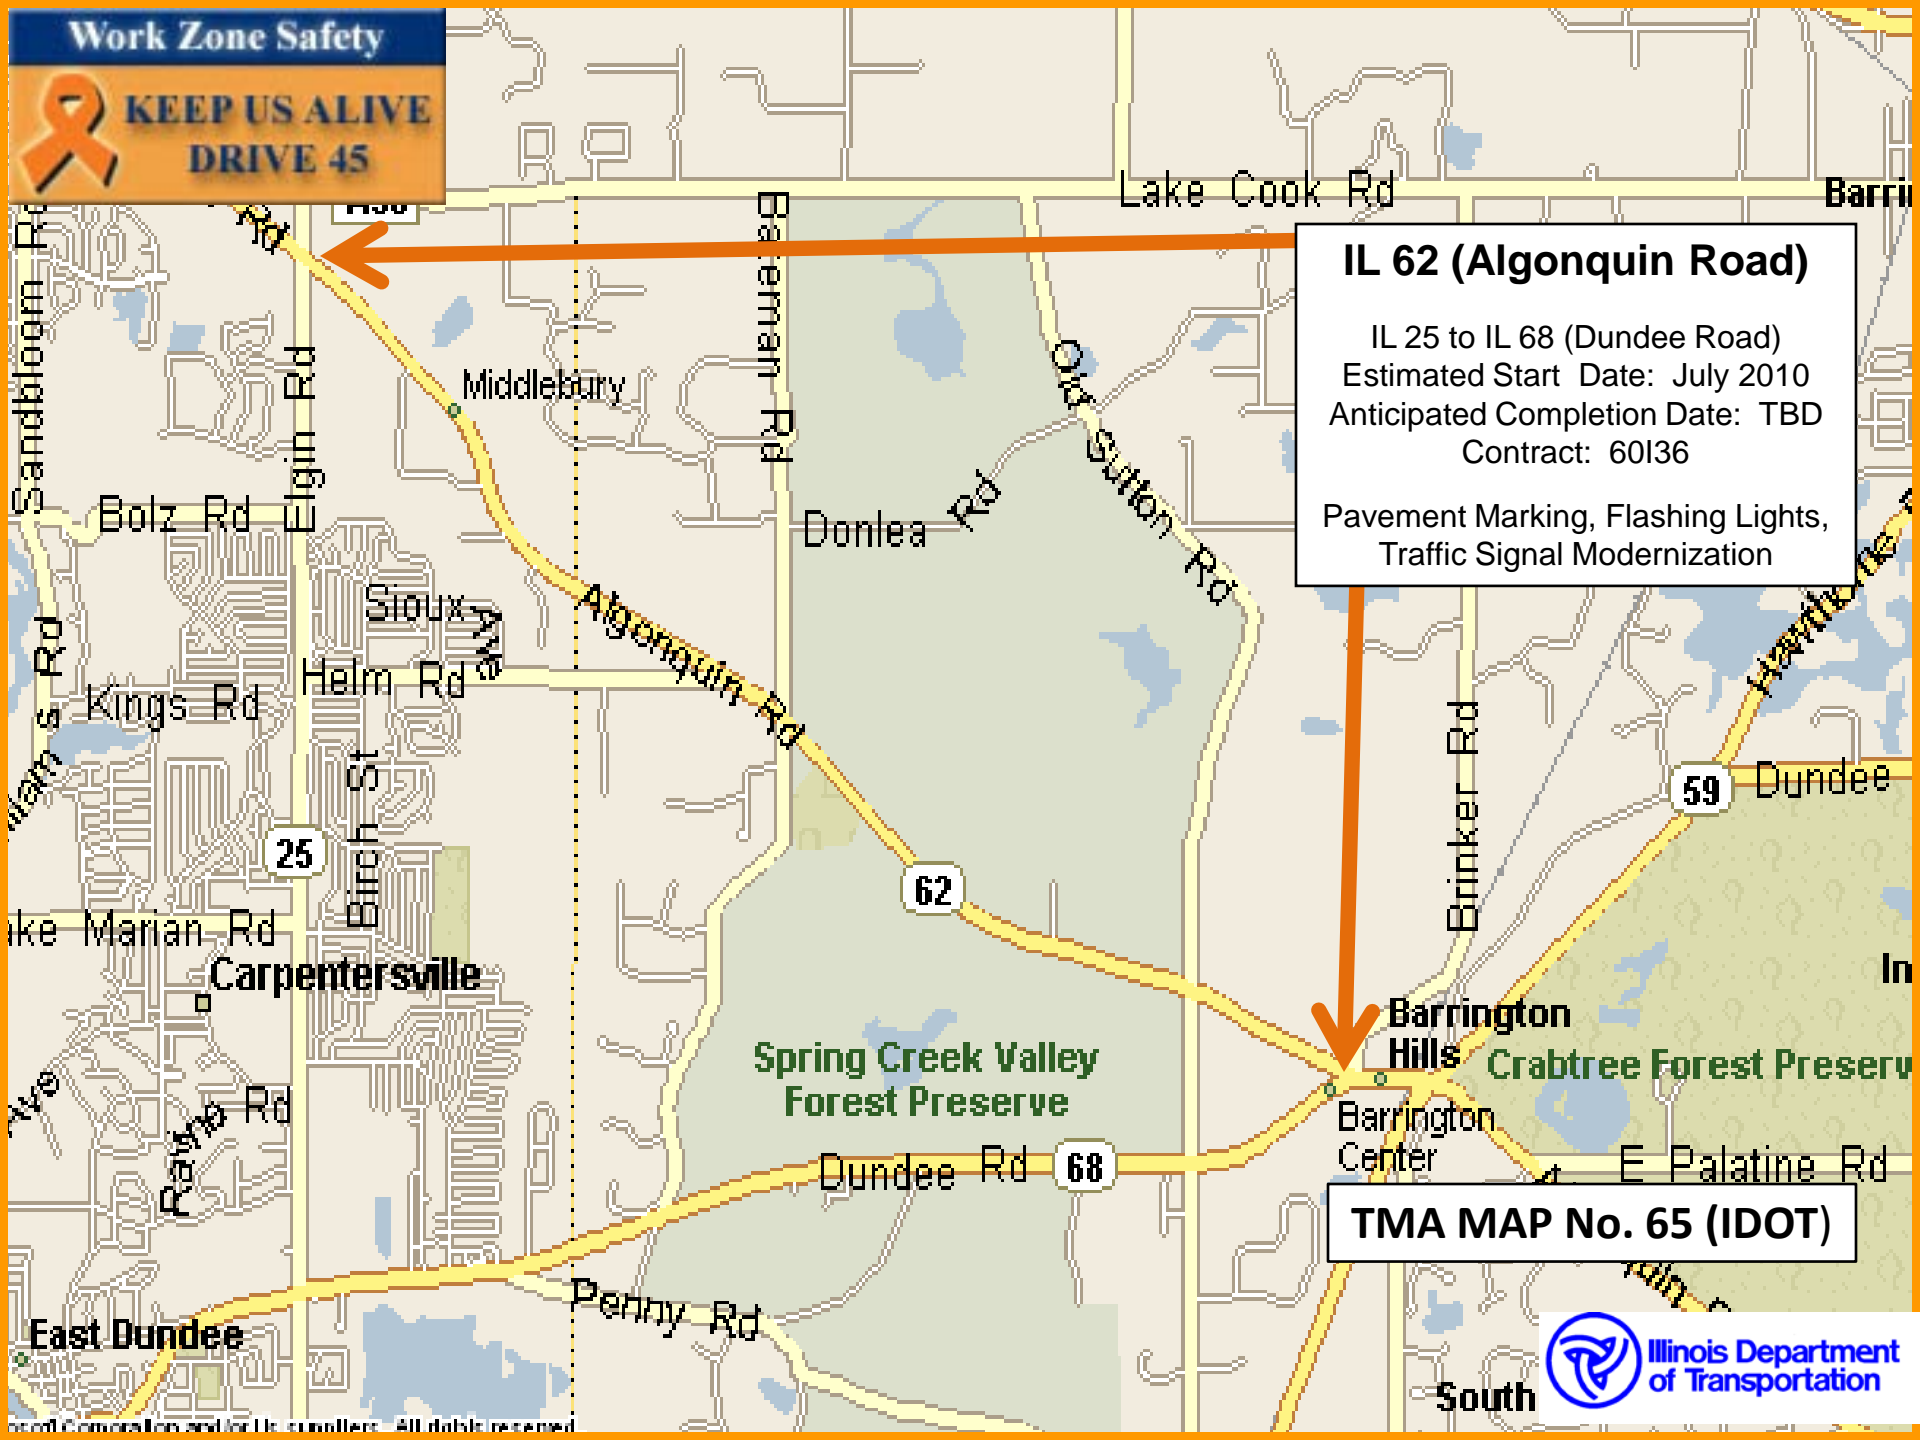 Work Zone Safety
KEEP US ALIVE
DRIVE 45
Lake Cook Rd
Rd
Sandbloom Rd
Elgin Rd
Bateman Rd
IL 62 (Algonquin Road)
IL 25 to IL 68 (Dundee Road)
Estimated Start Date: July 2010
Anticipated Completion Date: TBD
Contract: 60I36
Pavement Marking, Flashing Lights,
Traffic Signal Modernization
Middlebury
Old Sutton Rd
Bolz Rd
Donlea Rd
Sioux Ave
Algonquin Rd
Helm Rd
Kings Rd
Rd
Birch St
Brinker Rd
59
Dundee
25
62
Marian Rd
Carpentersville
Barrington
Hills
Spring Creek Valley
Forest Preserve
Crabtree Forest Preserv
Barrington
Center
Ravine Rd
Dundee Rd
68
E Palatine Rd
TMA MAP No. 65 (IDOT)
Penny Rd
East Dundee
South
Illinois Department
of Transportation